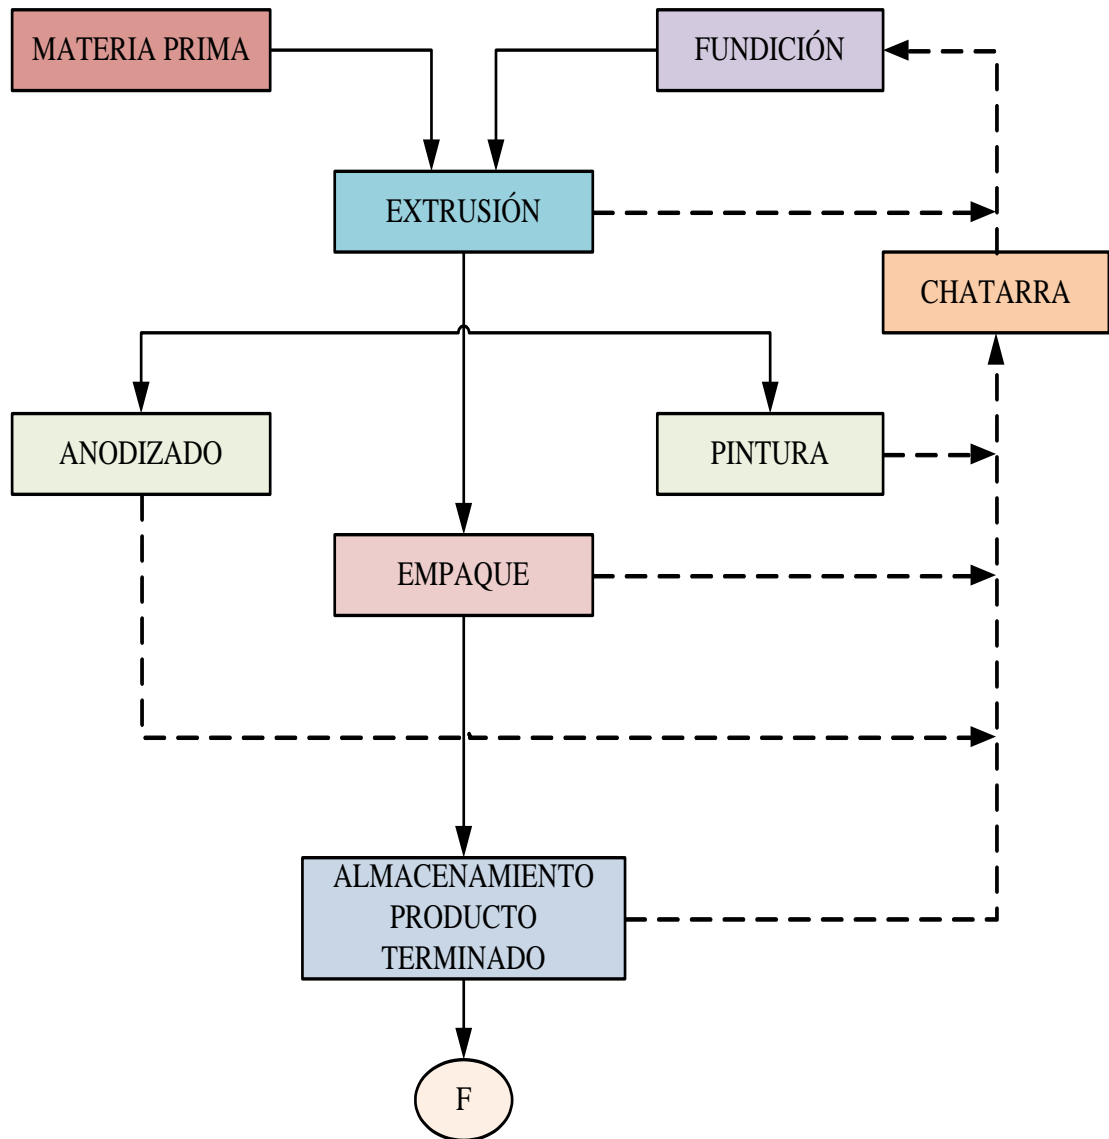 MATERIA PRIMA
FUNDICIÓN
EXTRUSIÓN
CHATARRA
ANODIZADO
PINTURA
EMPAQUE
ALMACENAMIENTO
PRODUCTO
TERMINADO
F